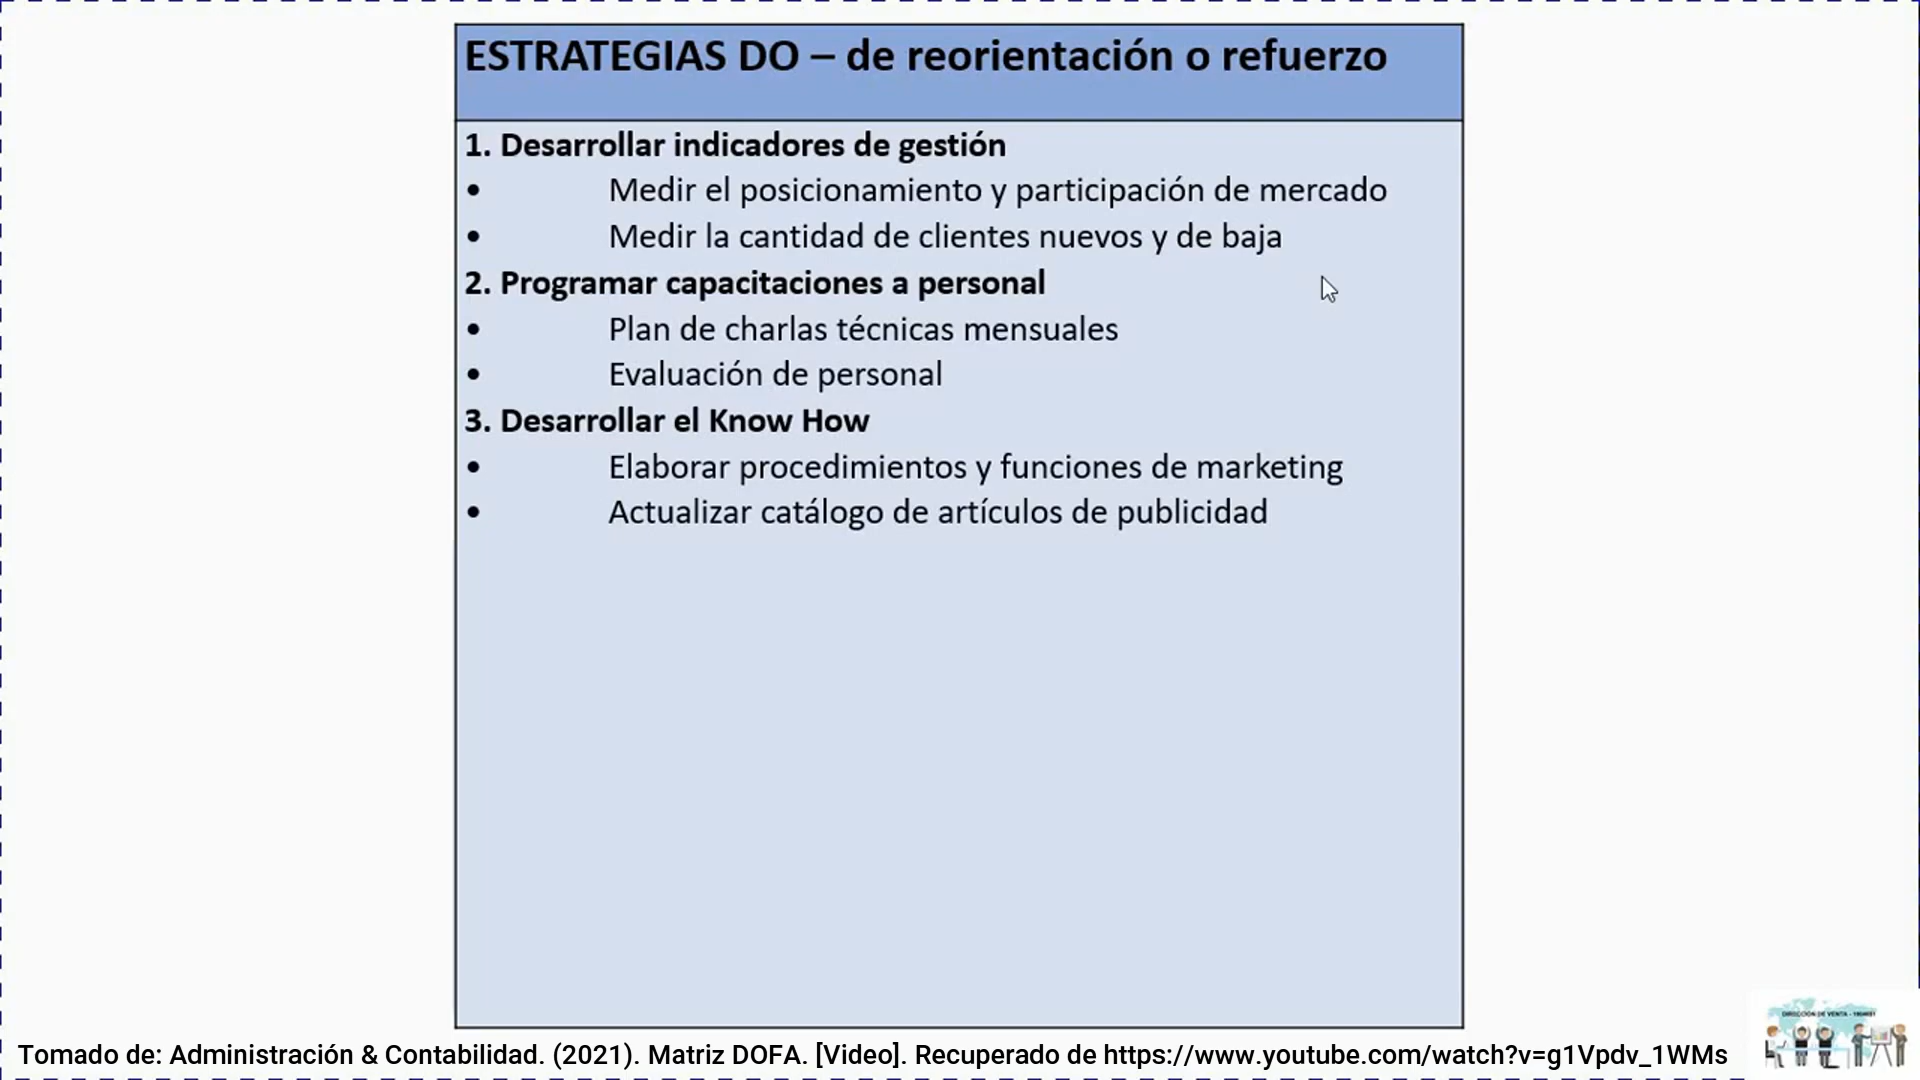 ESTRATEGIAS DO – de reorientación o refuerzo
1. Desarrollar indicadores de gestión
• Medir el posicionamiento y participación de mercado
• Medir la cantidad de clientes nuevos y de baja
2. Programar capacitaciones a personal
• Plan de charlas técnicas mensuales
• Evaluación de personal
3. Desarrollar el Know How
• Elaborar procedimientos y funciones de marketing
• Actualizar catálogo de artículos de publicidad
DIRECCIÓN DE VENTA -
Tomado de: Administración & Contabilidad. (2021). Matriz DOFA. [Video]. Recuperado de https://www.youtube.com/watch?v=g1Vpdv_1WMs